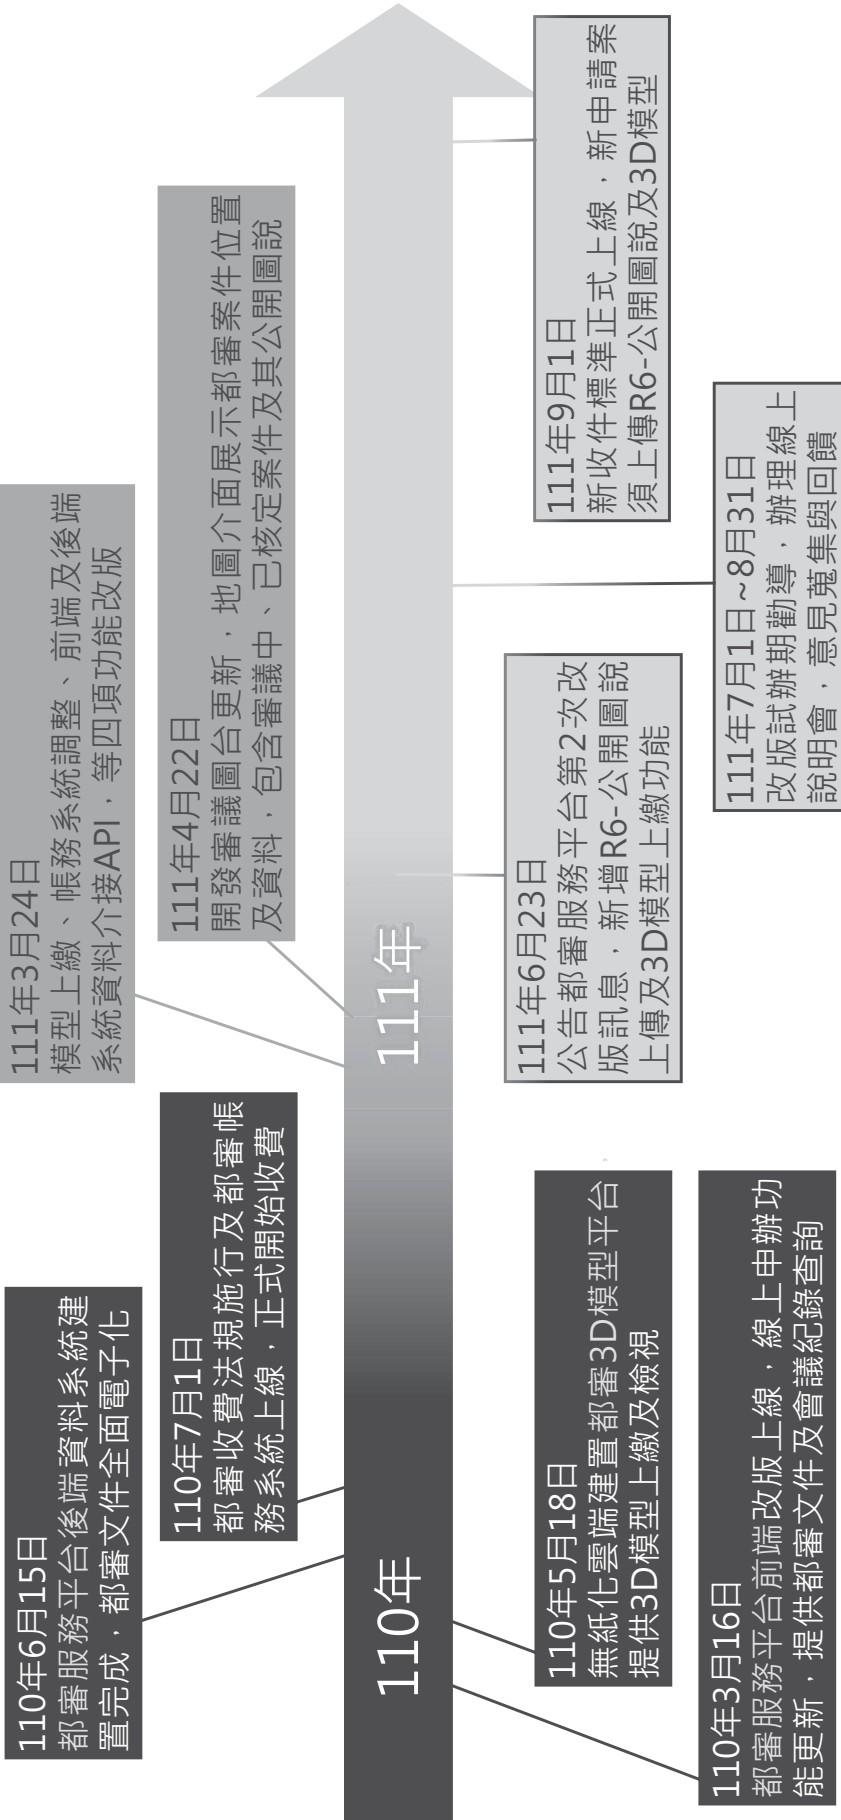 110年6月15日
都審服務平台後端資料系統建
置完成，都審文件全面電子化
110年7月1日
都審收費法規施行及都審帳
務系統上線，正式開始收費
111年3月24日
模型上繳、帳務系統調整、前端及後端
系統資料介接API，等四項功能改版
111年4月22日
開發審議圖台更新，地圖介面展示都審案件位置
及資料，包含審議中、已核定案件及其公開圖說
110年
111年
110年5月18日
無紙化雲端建置都審3D模型平台，
提供3D模型上繳及檢視
110年3月16日
都審服務平台前端改版上線，線上申辦功
能更新，提供都審文件及會議紀錄查詢
111年6月23日
公告都審服務平台第2次改
版訊息，新增R6-公開圖說
上傳及3D模型上繳功能
111年7月1日~8月31日
改版試辦期勸導，辦理線上
說明會，意見蒐集與回饋
111年9月1日
新收件標準正式上線，新申請案
須上傳R6-公開圖說及3D模型